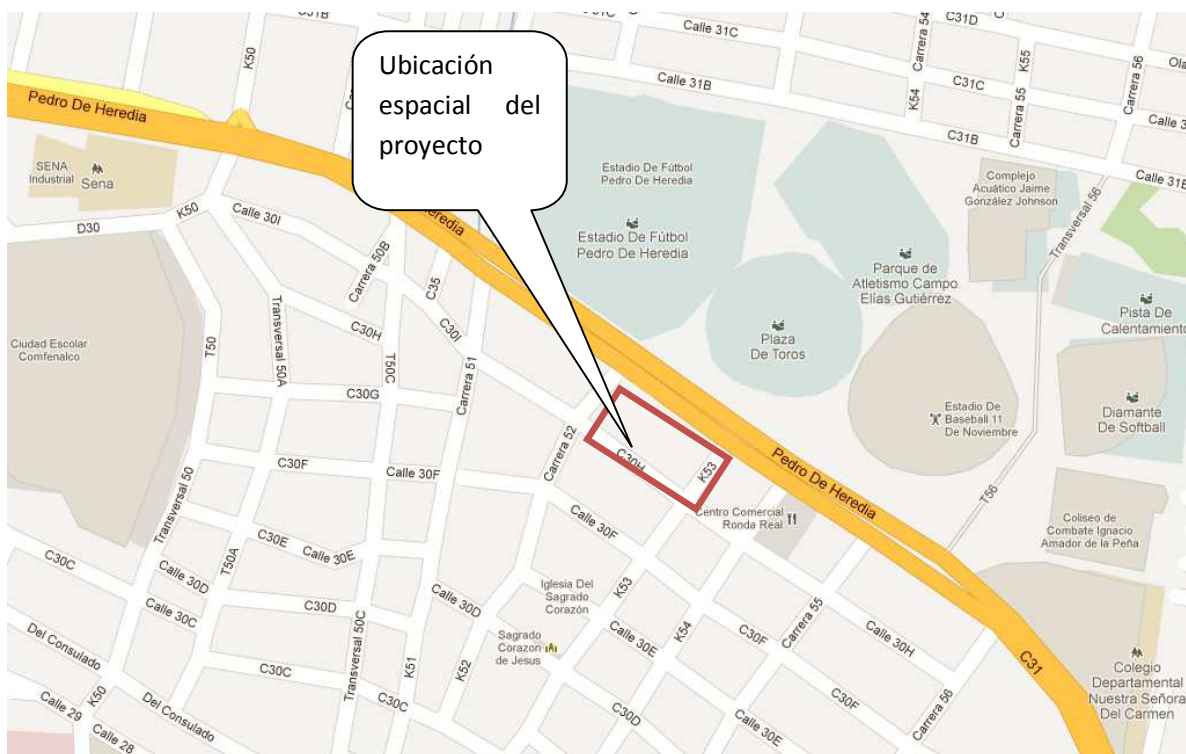 Ubicación
espacial del
proyecto
C31B
K50
Calle 31C
C31D
Carrera 54
K55
Carrera 56
Calle 31B
K54
C31C
Carrera 55
C31B
Calle 31B
Pedro De Heredia
SENA
Industrial
Sena
K50
D30
Calle 30I
Carrera 50B
C35
Heredia
Estadio De Fútbol
Pedro De Heredia
Estadio De Fútbol
Pedro De Heredia
Complejo
Acuático Jaime
González Johnson
Transversal 56
Parque de
Atletismo Campo
Elías Gutiérrez
Plaza
De Toros
Pista De
Calentamiento
Ciudad Escolar
Comfenalco
T50
Transversal 50A
C30H
T50C
C30I
Carrera 51
C30G
Estadio De
Baseball 11
De Noviembre
Diamante
De Softball
Carrera 52
C30H
K53
Pedro De Heredia
T56
C30F
Calle 30F
Transversal 50
Centro Comercial
Ronda Real
Coliseo de
Combate Ignacio
Amador de la Peña
C30E
Calle 30E
Calle 30F
C30C
T50A
Calle 30D
Calle 30C
C30D
Calle 30D
Iglesia Del
Sagrado
Corazón
K53
Sagrado
Corazon
de Jesus
Calle 30E
K54
C30F
Carrera 55
Calle 30H
C31
Del Consulado
C30C
Transversal 50C
K51
K52
C30C
K50
Del Consulado
Calle 29
Calle 28
C30D
Calle 30E
C30F
Carrera 56
Colegio
Departamental
Nuestra Señora
Del Carmen